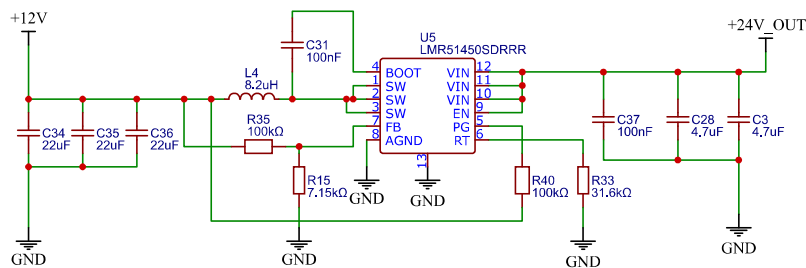 +12V
+24V_OUT
U5
LMR51450SDRRR
C31
100nF
L4
8.2uH
4 BOOT VIN 12
1 SW VIN 11
2 SW VIN 10
3 SW EN 9
7 FB PG 5
8 AGND RT 6
13
C34
22uF
C35
22uF
C36
22uF
R35
100kΩ
R15
7.15kΩ
R40
100kΩ
R33
31.6kΩ
C37
100nF
C28
4.7uF
C3
4.7uF
GND
GND
GND
GND
GND
GND